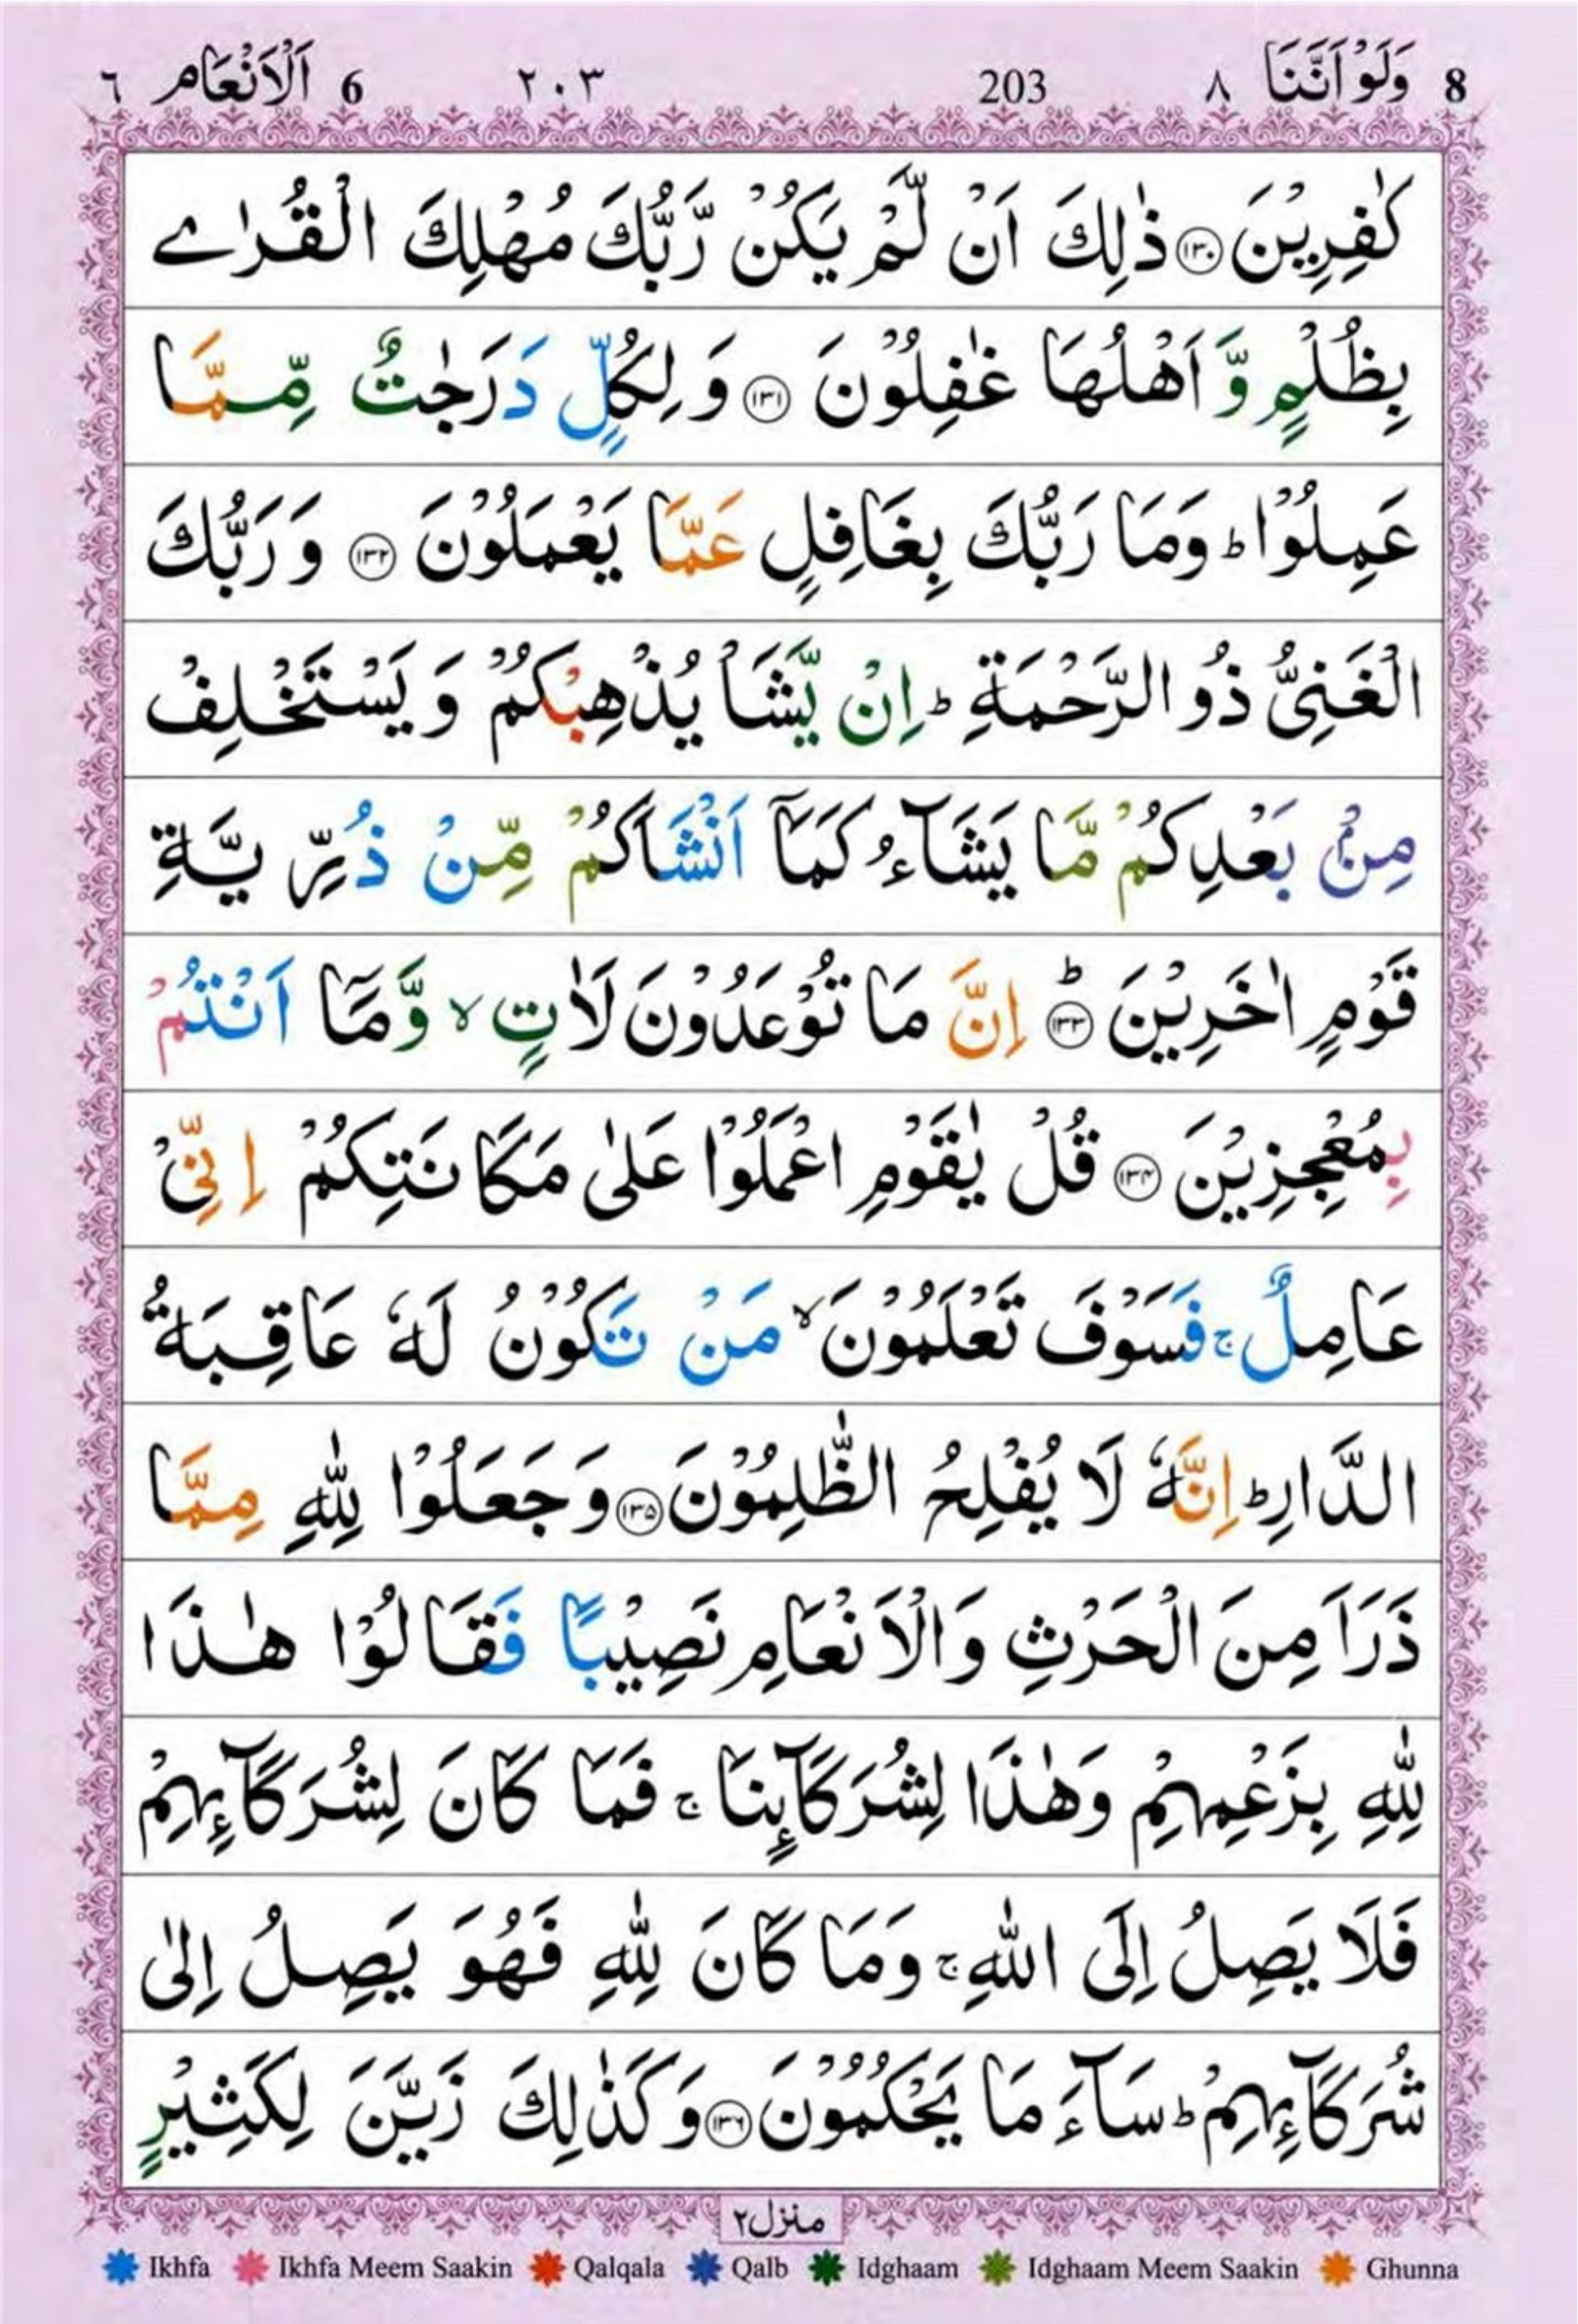 8 وَلَوْ اَنَّنَا ٨ 203 ٢٠٣ 6 اَلْاَنْعَام ٦
كٰفِرِيْنَ ﴿١٣٠﴾ ذٰلِكَ اَنْ لَّمْ يَكُنْ رَّبُّكَ مُهْلِكَ الْقُرٰى
بِظُلْمٍ وَّ اَهْلُهَا غٰفِلُوْنَ ﴿١٣١﴾ وَ لِكُلٍّ دَرَجٰتٌ مِّمَّا
عَمِلُوْا ؕ وَمَا رَبُّكَ بِغَافِلٍ عَمَّا يَعْمَلُوْنَ ﴿١٣٢﴾ وَ رَبُّكَ
الْغَنِيُّ ذُو الرَّحْمَةِ ؕ اِنْ يَّشَاْ يُذْهِبْكُمْ وَ يَسْتَخْلِفْ
مِنْۢ بَعْدِكُمْ مَّا يَشَآءُ كَمَاۤ اَنْشَاَكُمْ مِّنْ ذُرِّيَّةِ
قَوْمٍ اٰخَرِيْنَ ﴿١٣٣﴾ؕ اِنَّ مَا تُوْعَدُوْنَ لَاٰتٍ ۙ وَّمَاۤ اَنْتُمْ
بِمُعْجِزِيْنَ ﴿١٣٤﴾ قُلْ يٰقَوْمِ اعْمَلُوْا عَلٰى مَكَانَتِكُمْ اِنِّيْ
عَامِلٌ ۚ فَسَوْفَ تَعْلَمُوْنَ ۙ مَنْ تَكُوْنُ لَهٗ عَاقِبَةُ
الدَّارِ ؕ اِنَّهٗ لَا يُفْلِحُ الظّٰلِمُوْنَ ﴿١٣٥﴾ وَ جَعَلُوْا لِلّٰهِ مِمَّا
ذَرَاَ مِنَ الْحَرْثِ وَالْاَنْعَامِ نَصِيْبًا فَقَالُوْا هٰذَا
لِلّٰهِ بِزَعْمِهِمْ وَهٰذَا لِشُرَكَآئِنَا ۚ فَمَا كَانَ لِشُرَكَآئِهِمْ
فَلَا يَصِلُ اِلَى اللّٰهِ ۚ وَمَا كَانَ لِلّٰهِ فَهُوَ يَصِلُ اِلٰى
شُرَكَآئِهِمْ ؕ سَآءَ مَا يَحْكُمُوْنَ ﴿١٣٦﴾ وَكَذٰلِكَ زَيَّنَ لِكَثِيْرٍ
منزل ٢
Ikhfa Ikhfa Meem Saakin Qalqala Qalb Idghaam Idghaam Meem Saakin Ghunna